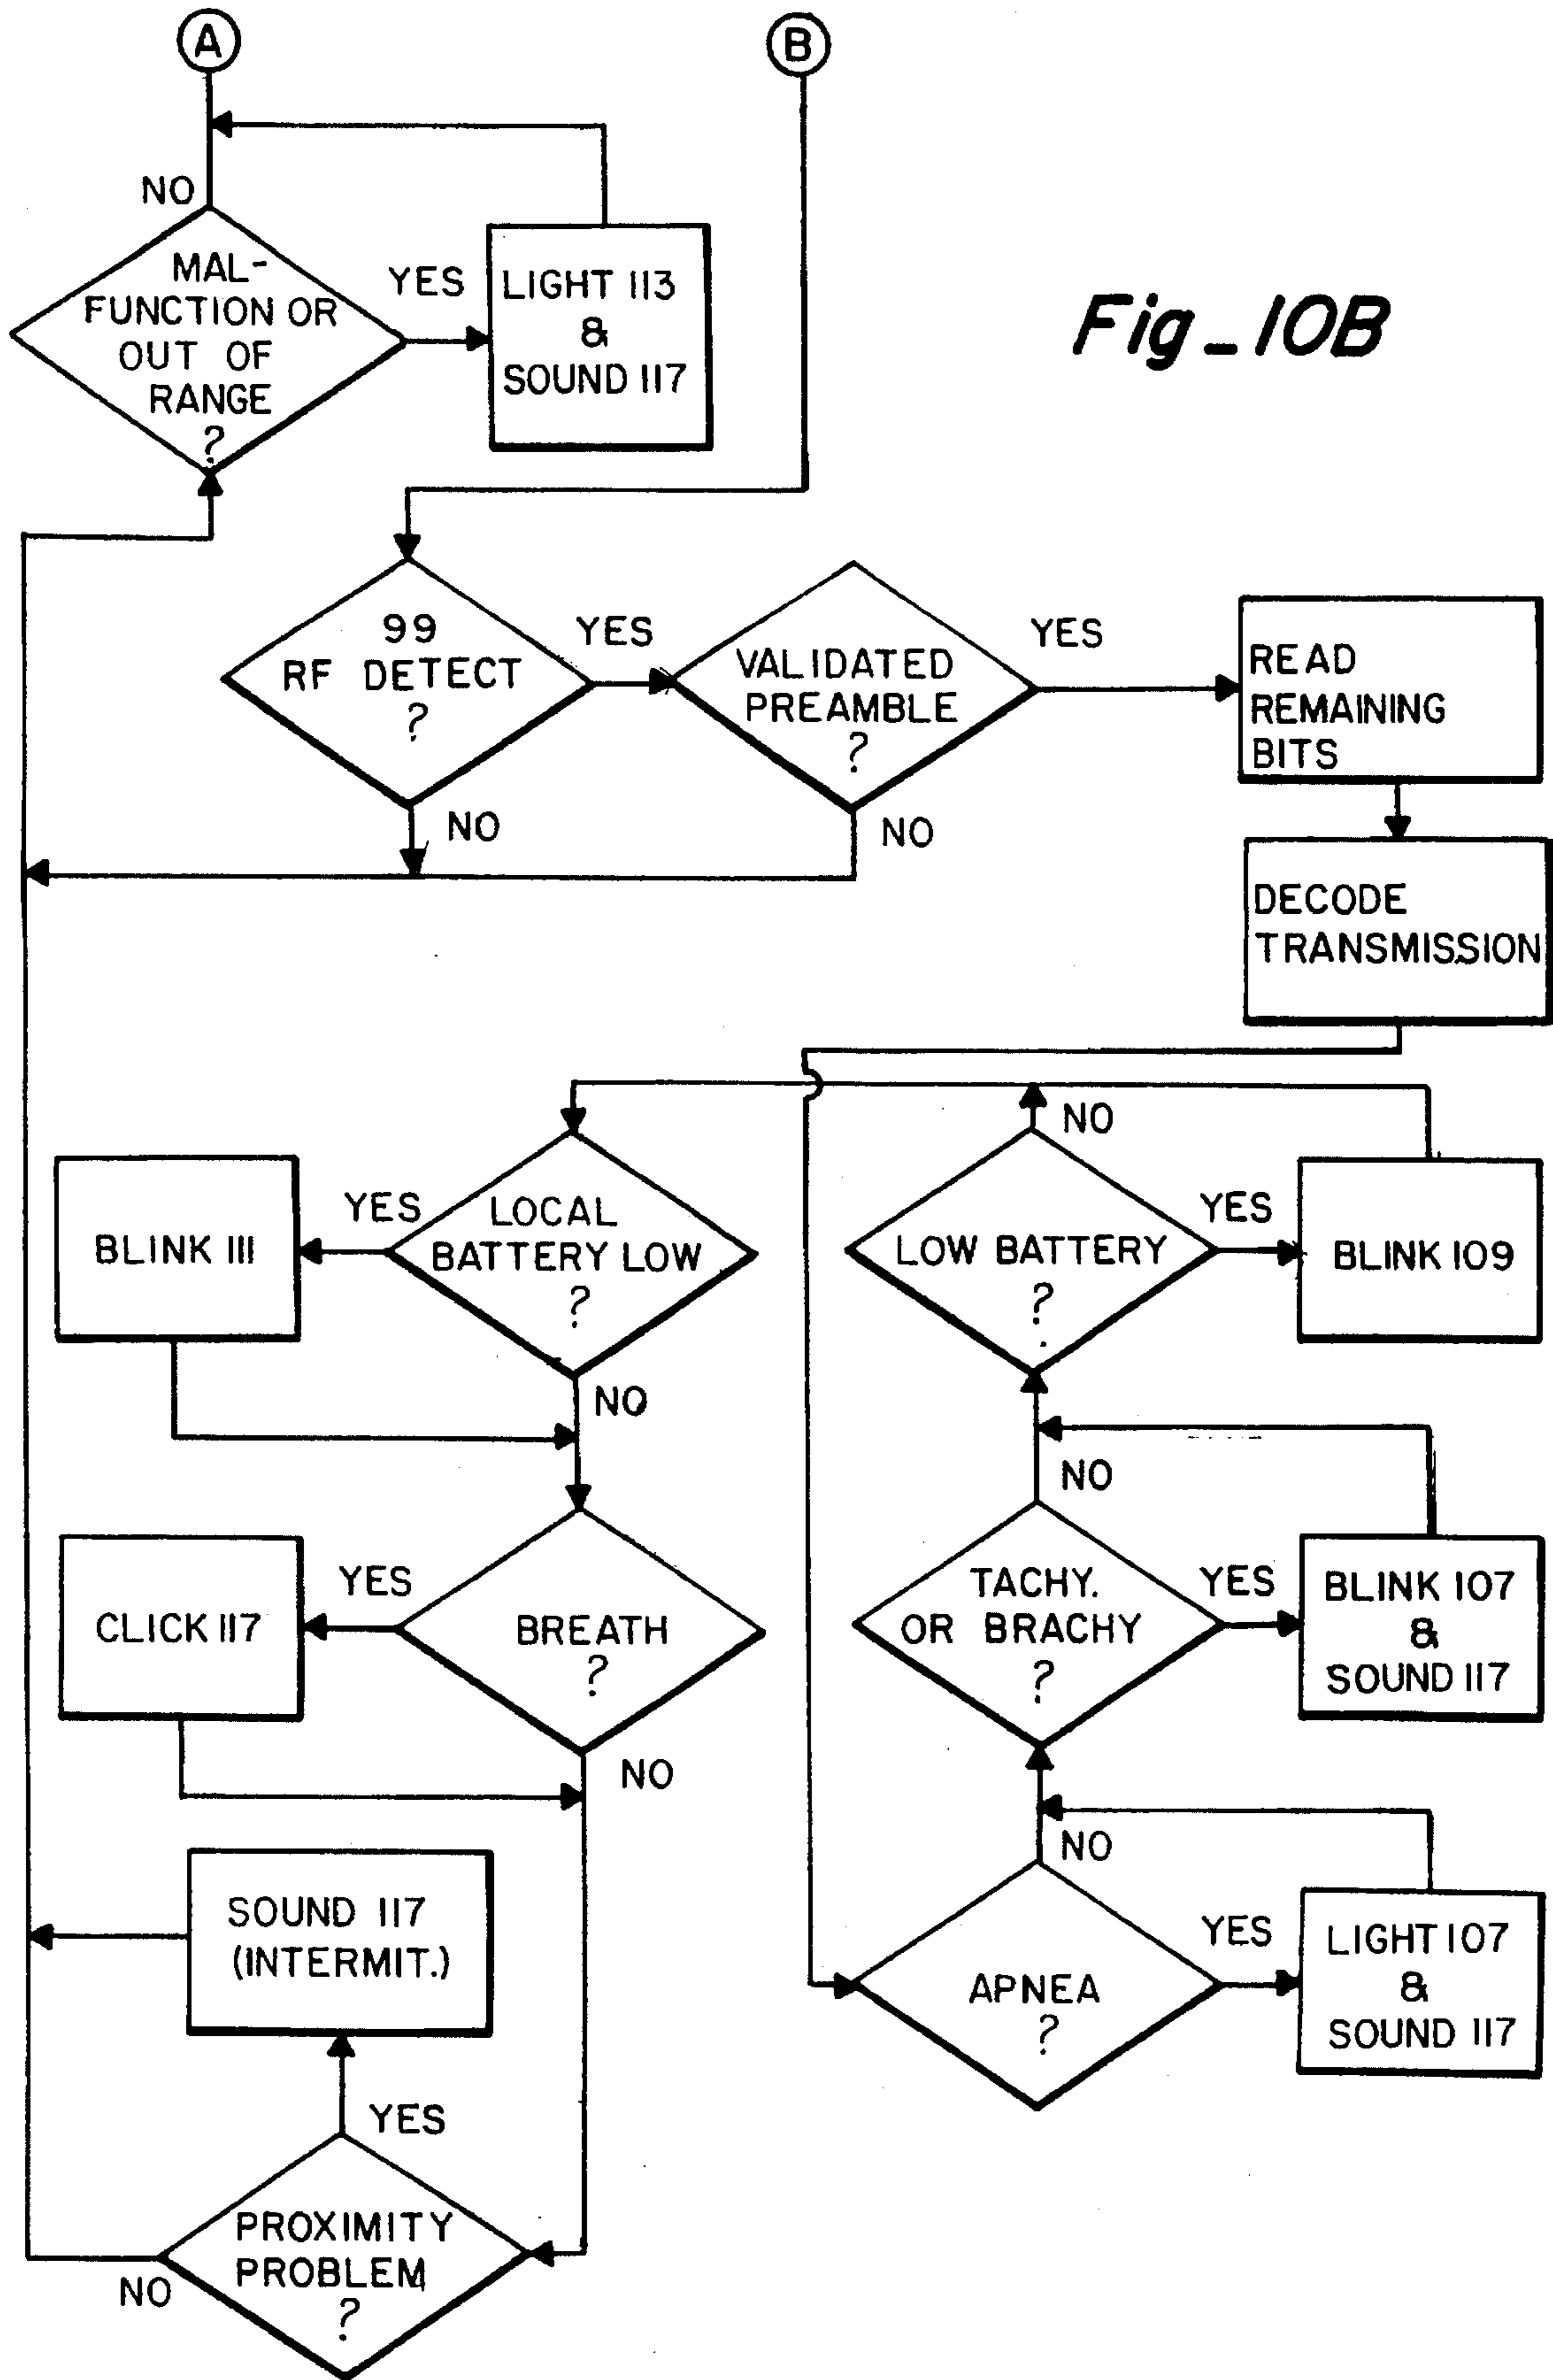 A
B
NO
MAL-
FUNCTION OR
OUT OF
RANGE
?
YES
LIGHT 113
&
SOUND 117
Fig_10B
99
RF DETECT
?
YES
NO
VALIDATED
PREAMBLE
?
YES
NO
READ
REMAINING
BITS
DECODE
TRANSMISSION
BLINK 111
YES
LOCAL
BATTERY LOW
?
NO
NO
LOW BATTERY
?
YES
BLINK 109
CLICK 117
YES
BREATH
?
NO
NO
TACHY.
OR BRACHY
?
YES
BLINK 107
&
SOUND 117
SOUND 117
(INTERMIT.)
YES
PROXIMITY
PROBLEM
?
NO
NO
APNEA
?
YES
LIGHT 107
&
SOUND 117